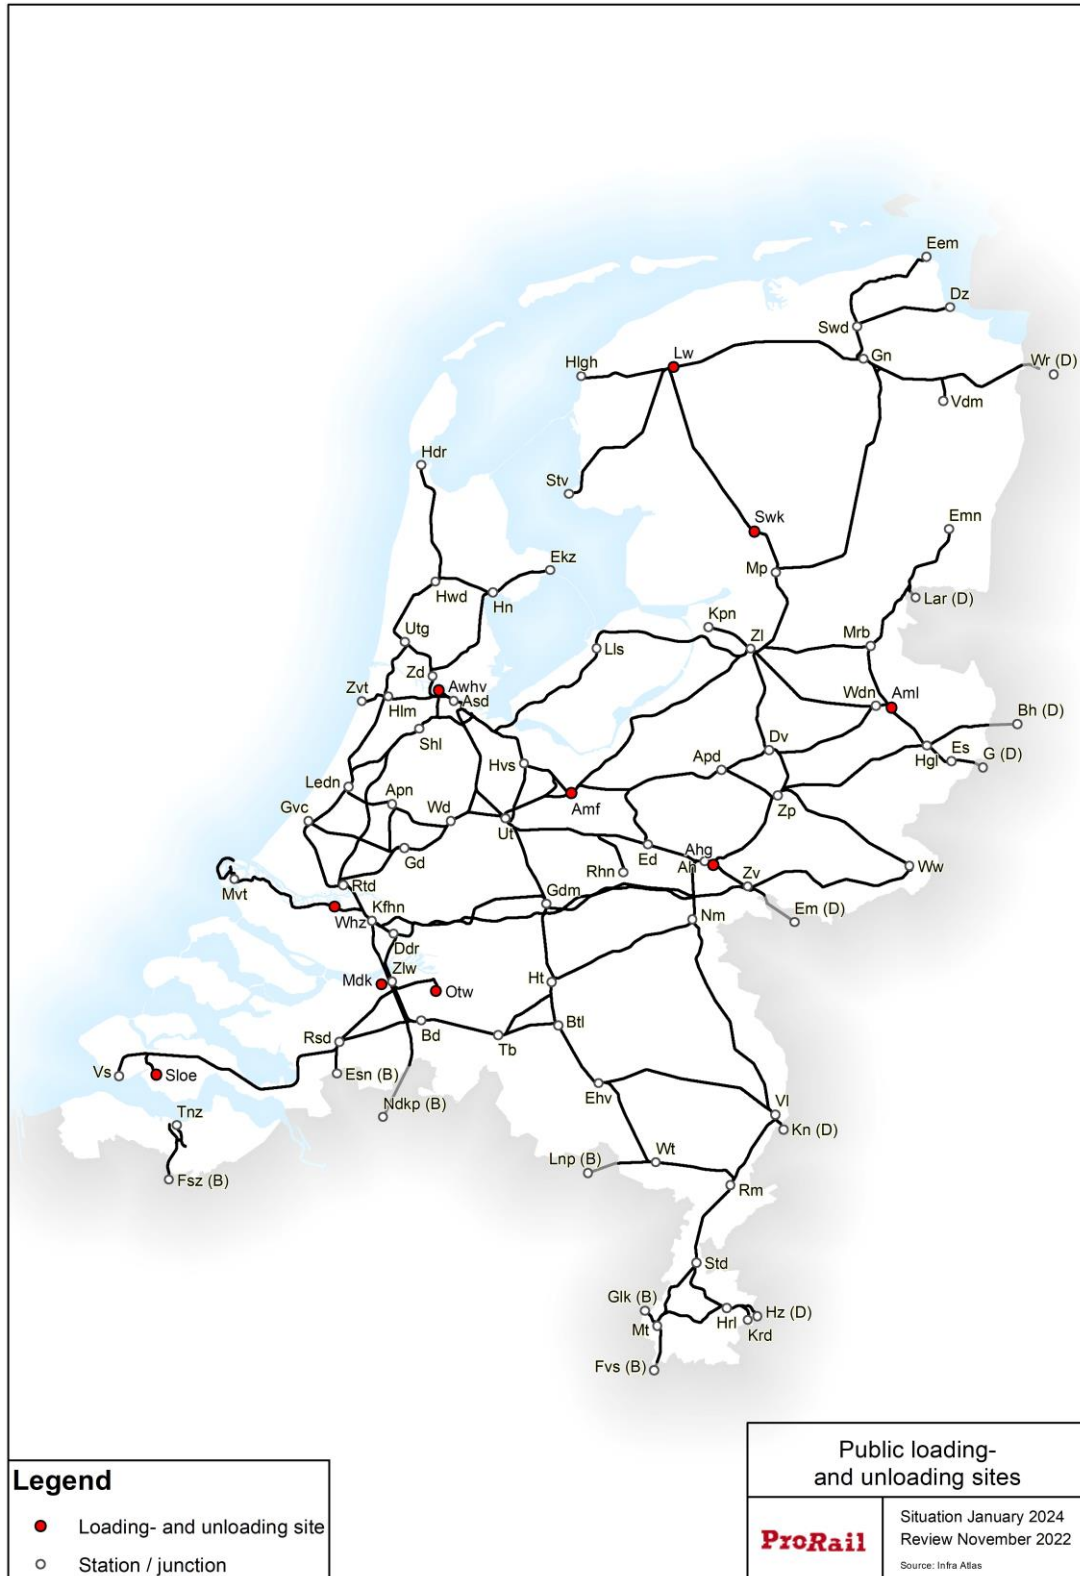 Eem
Dz
Swd
Gn
Wr (D)
Vdm
Lw
Hlgh
Stv
Hdr
Swk
Emn
Mp
Ekz
Hwd
Hn
Lar (D)
Kpn
Utg
Zl
Mrb
Lls
Zd
Zvt
Awhv
Asd
Hlm
Wdn
Aml
Bh (D)
Shl
Dv
Hgl
Es
G (D)
Hvs
Apd
Ledn
Apn
Gvc
Wd
Amf
Zp
Ut
Gd
Ed
Ahg
Ah
Rhn
Zv
Ww
Rtd
Mvt
Whz
Kfhn
Gdm
Nm
Em (D)
Ddr
Zlw
Mdk
Otw
Ht
Rsd
Bd
Tb
Btl
Vs
Sloe
Esn (B)
Ndkp (B)
Ehv
Tnz
Vl
Kn (D)
Fsz (B)
Lnp (B)
Wt
Rm
Std
Glk (B)
Mt
Hrl
Hz (D)
Krd
Fvs (B)
Legend
Loading- and unloading site
Station / junction
Public loading-
and unloading sites
ProRail
Situation January 2024
Review November 2022
Source: Infra Atlas